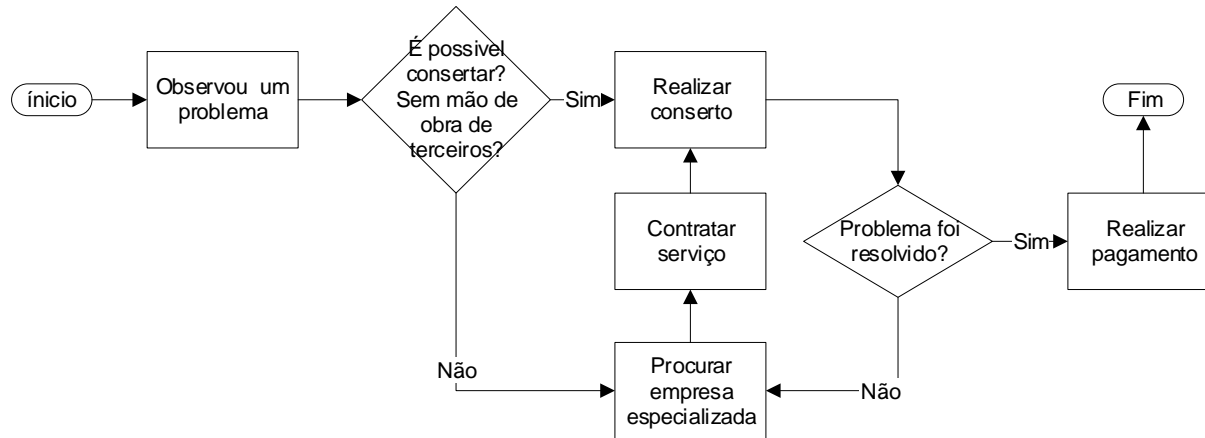 ínicio
Observou um
problema
É possivel
consertar?
Sem mão de
obra de
terceiros?
Sim
Realizar
conserto
Fim
Contratar
serviço
Problema foi
resolvido?
Sim
Realizar
pagamento
Não
Procurar
empresa
especializada
Não